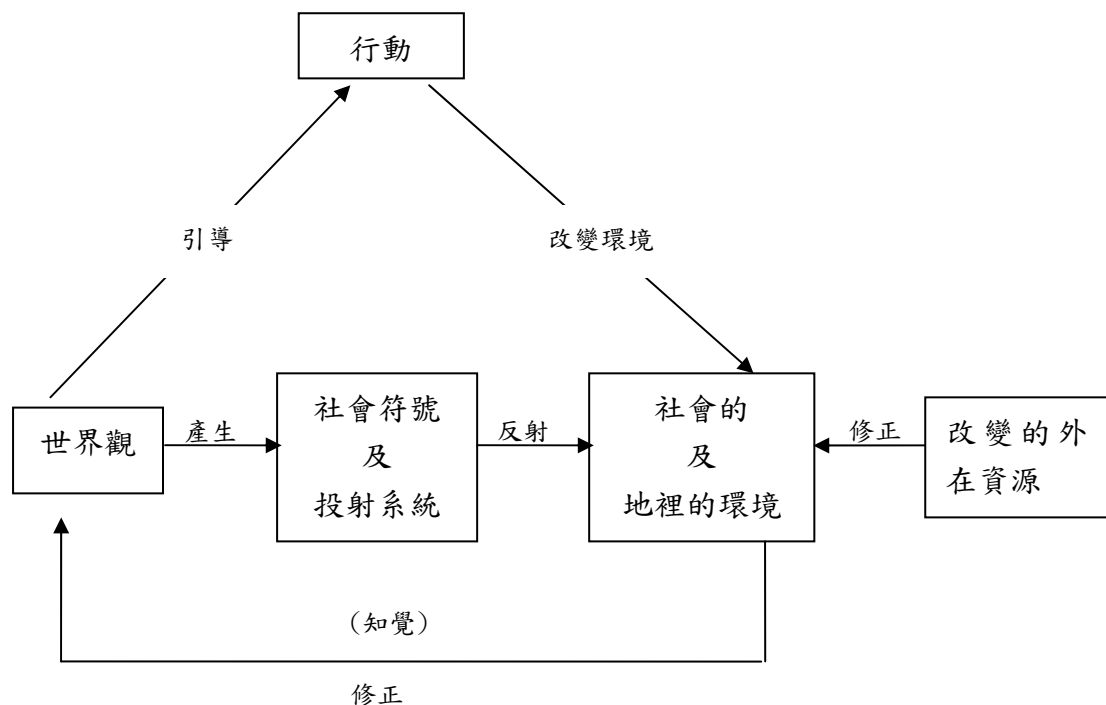 行動
引導
改變環境
社會符號
及
投射系統
社會的
及
地裡的環境
世界觀
產生
反射
修正
改變的外
在資源
（知覺）
修正